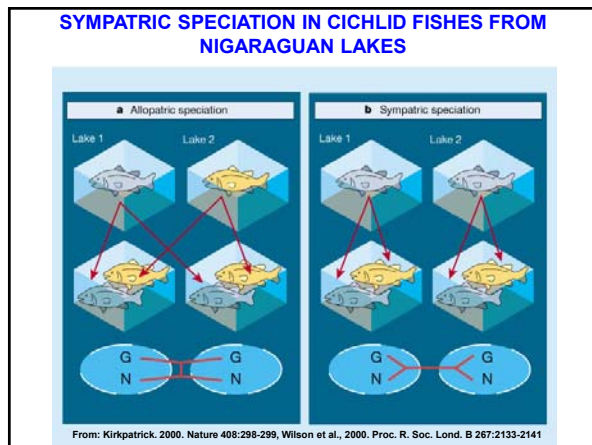 SYMPATRIC SPECIATION IN CICHLID FISHES FROM
NIGARAGUAN LAKES
a Allopatric speciation
Lake 1 Lake 2
G G
N N
b Sympatric speciation
Lake 1 Lake 2
G G
N N
From: Kirkpatrick. 2000. Nature 408:298-299, Wilson et al., 2000. Proc. R. Soc. Lond. B 267:2133-2141